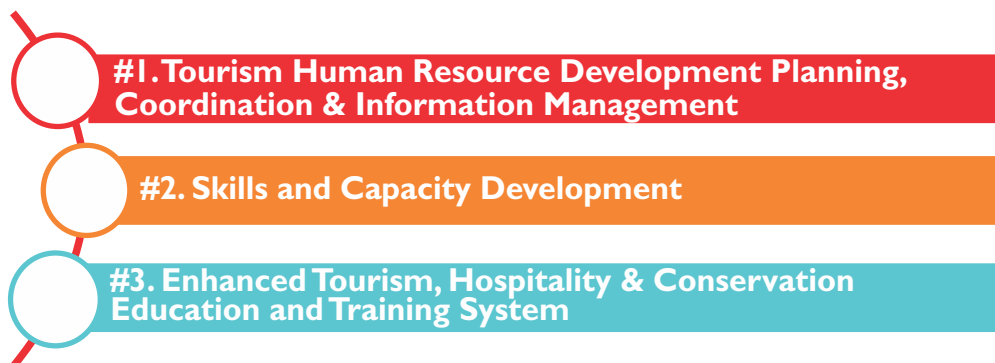 #1. Tourism Human Resource Development Planning,
Coordination & Information Management
#2. Skills and Capacity Development
#3. Enhanced Tourism, Hospitality & Conservation
Education and Training System